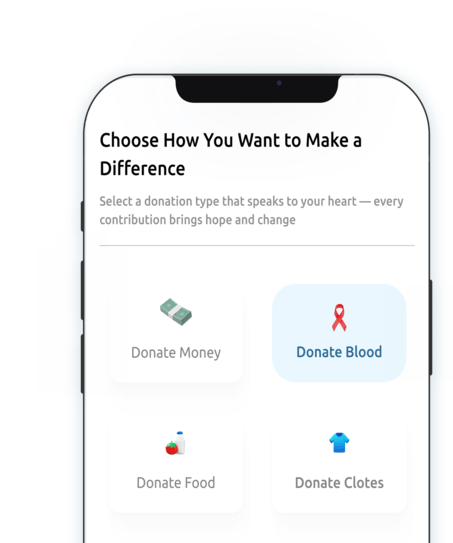 Choose How You Want to Make a
Difference
Select a donation type that speaks to your heart — every
contribution brings hope and change
Donate Money
Donate Blood
Donate Food
Donate Clotes